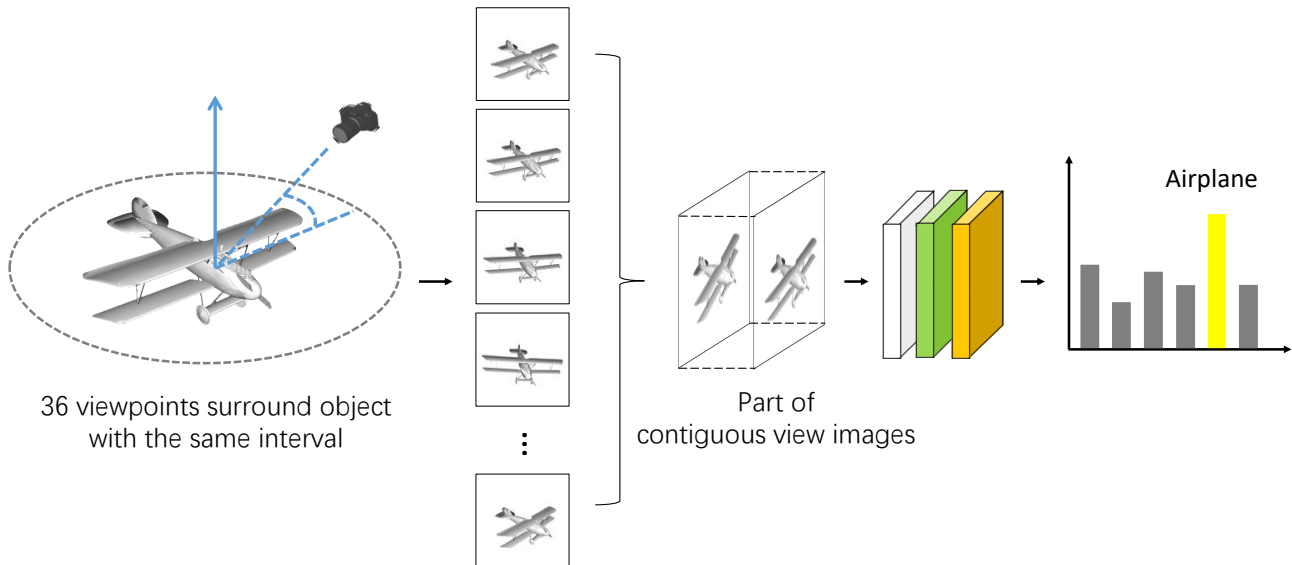 36 viewpoints surround object
with the same interval
Part of
contiguous view images
Airplane